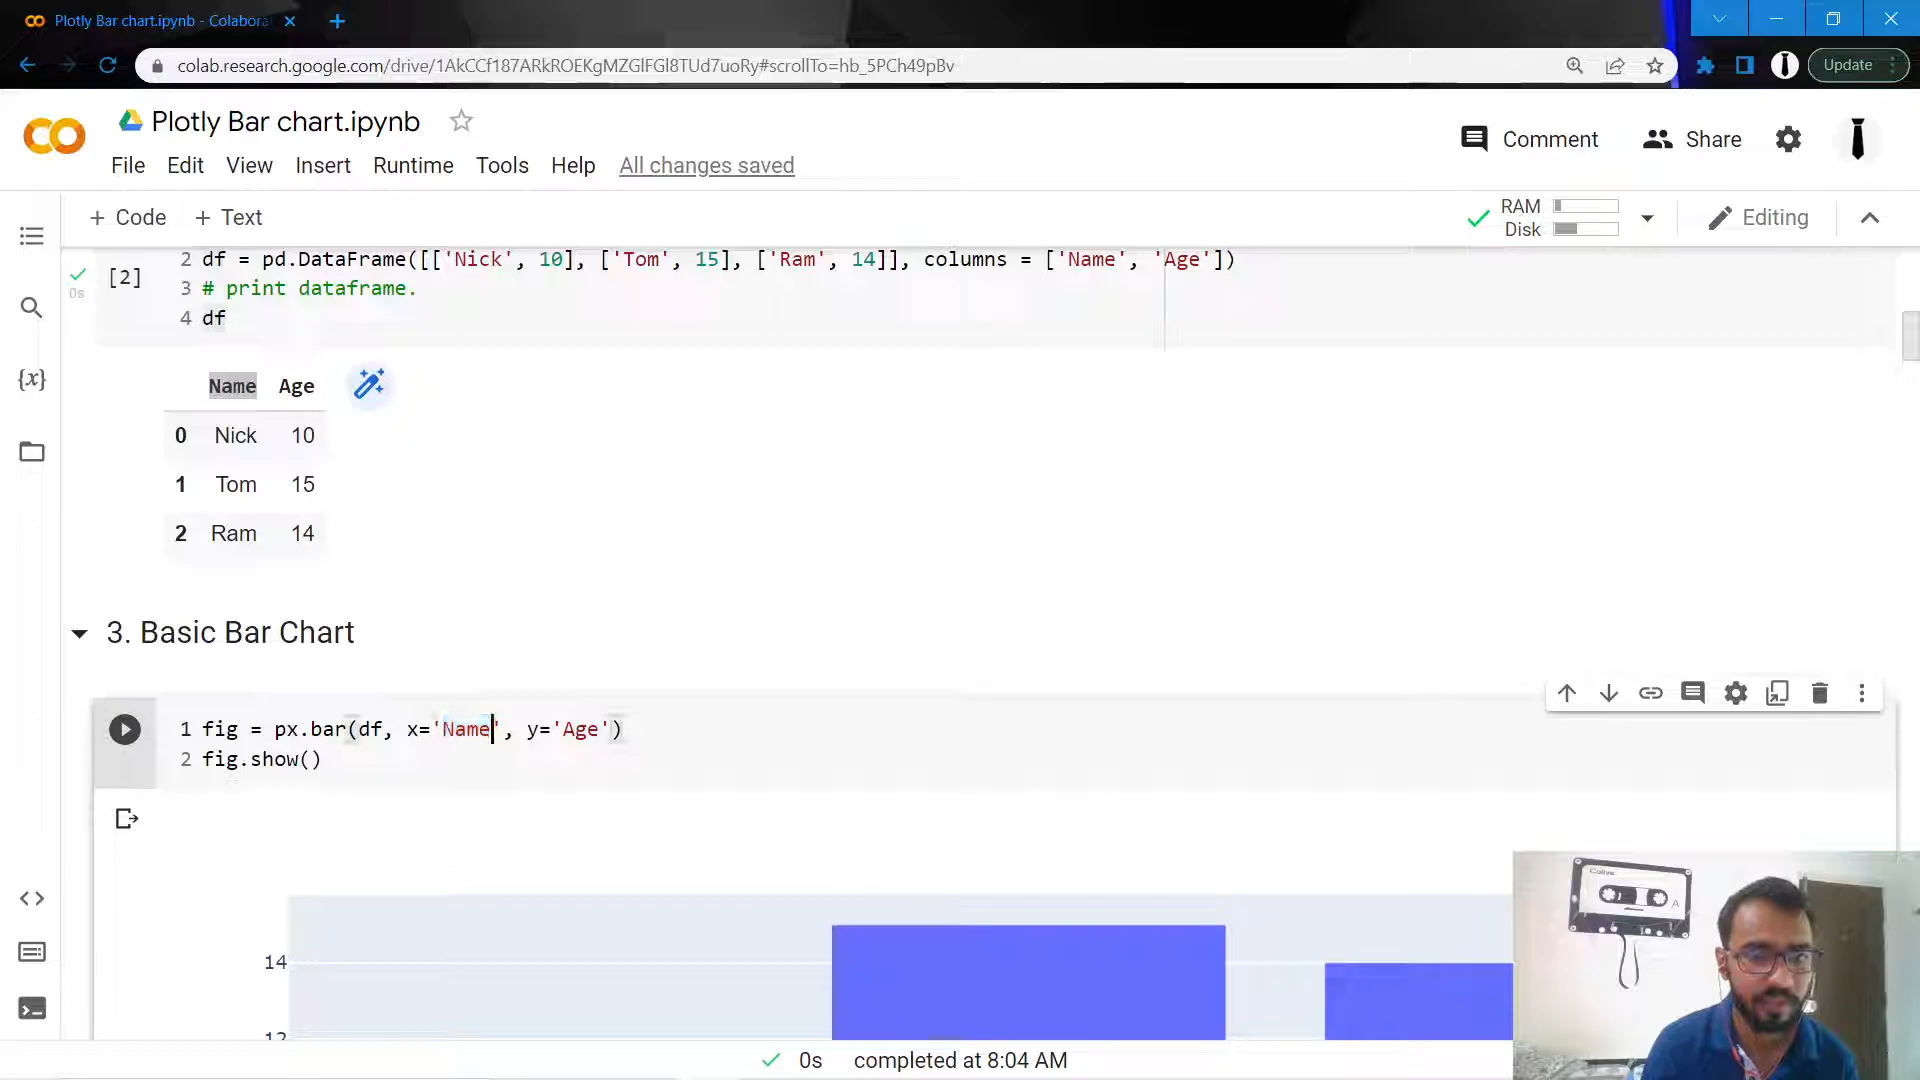 Plotly Bar chart.ipynb - Colabora
colab.research.google.com/drive/1AkCCf187ARkROEKgMZGlFGl8TUd7uoRy#scrollTo=hb_5PCh49pBv
Update
Plotly Bar chart.ipynb
Comment
Share
File Edit View Insert Runtime Tools Help All changes saved
+ Code + Text
RAM
Disk
Editing
[2]
0s
2 df = pd.DataFrame([['Nick', 10], ['Tom', 15], ['Ram', 14]], columns = ['Name', 'Age'])
3 # print dataframe.
4 df
{x}
Name Age
0 Nick 10
1 Tom 15
2 Ram 14
3. Basic Bar Chart
1 fig = px.bar(df, x='Name', y='Age')
2 fig.show()
14
12
Colive
A
0s completed at 8:04 AM